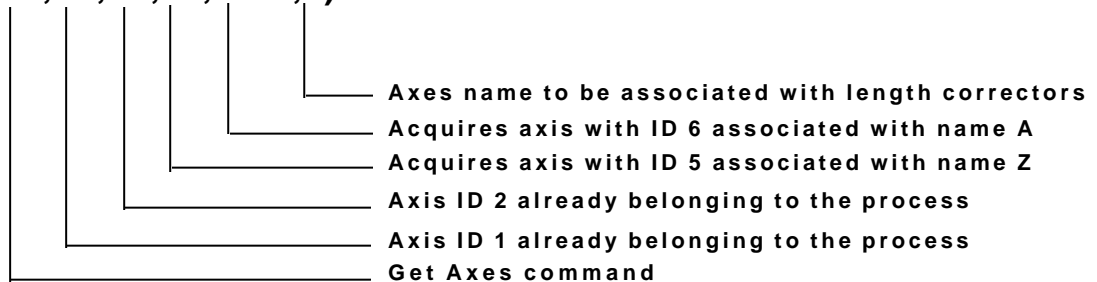 Axes name to be associated with length correctors
Acquires axis with ID 6 associated with name A
Acquires axis with ID 5 associated with name Z
Axis ID 2 already belonging to the process
Axis ID 1 already belonging to the process
Get Axes command